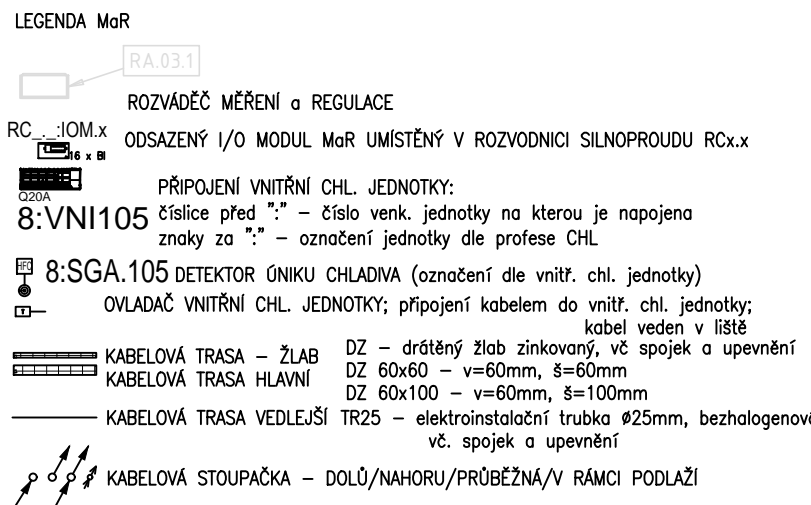 LEGENDA MaR
RA.03.1
ROZVÁDĚČ MĚŘENÍ a REGULACE
RC_._:IOM.x
16 x BI
ODSAZENÝ I/O MODUL MaR UMÍSTĚNÝ V ROZVODNICI SILNOPROUDU RCx.x
Q20A
8:VNI105
PŘIPOJENÍ VNITŘNÍ CHL. JEDNOTKY:
číslice před ":" – číslo venk. jednotky na kterou je napojena
znaky za ":" – označení jednotky dle profese CHL
HFO
8:SGA.105 DETEKTOR ÚNIKU CHLADIVA (označení dle vnitř. chl. jednotky)
OVLADAČ VNITŘNÍ CHL. JEDNOTKY; připojení kabelem do vnitř. chl. jednotky;
kabel veden v liště
KABELOVÁ TRASA – ŽLAB
KABELOVÁ TRASA HLAVNÍ
DZ – drátěný žlab zinkovaný, vč spojek a upevnění
DZ 60x60 – v=60mm, š=60mm
DZ 60x100 – v=60mm, š=100mm
KABELOVÁ TRASA VEDLEJŠÍ TR25 – elektroinstalační trubka ø25mm, bezhalogenov
vč. spojek a upevnění
KABELOVÁ STOUPAČKA – DOLŮ/NAHORU/PRŮBĚŽNÁ/V RÁMCI PODLAŽÍ